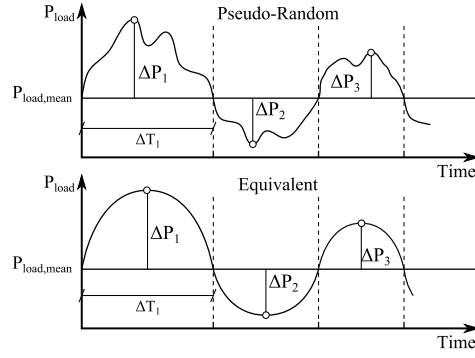 P_load
Pseudo-Random
ΔP_1
ΔP_2
ΔP_3
P_load,mean
ΔT_1
Time
P_load
Equivalent
ΔP_1
ΔP_2
ΔP_3
P_load,mean
ΔT_1
Time